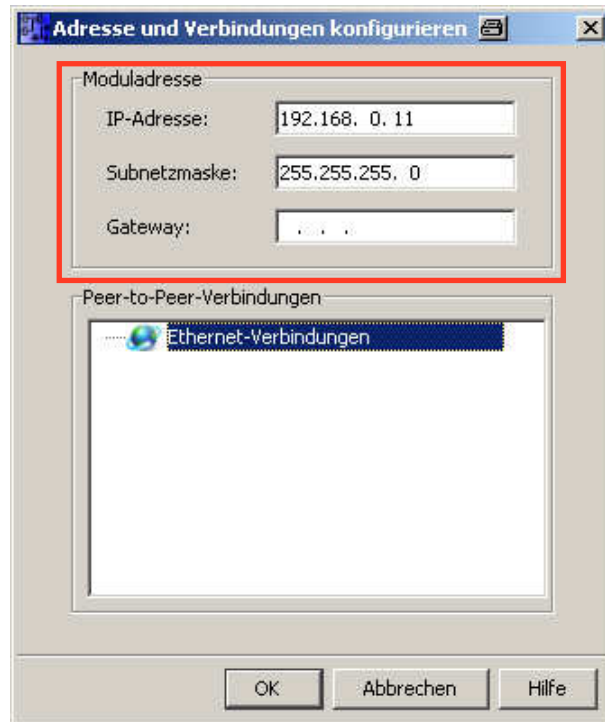 Adresse und Verbindungen konfigurieren
Moduladresse
IP-Adresse: 192.168. 0. 11
Subnetzmaske: 255.255.255. 0
Gateway: . . .
Peer-to-Peer-Verbindungen
Ethernet-Verbindungen
OK Abbrechen Hilfe